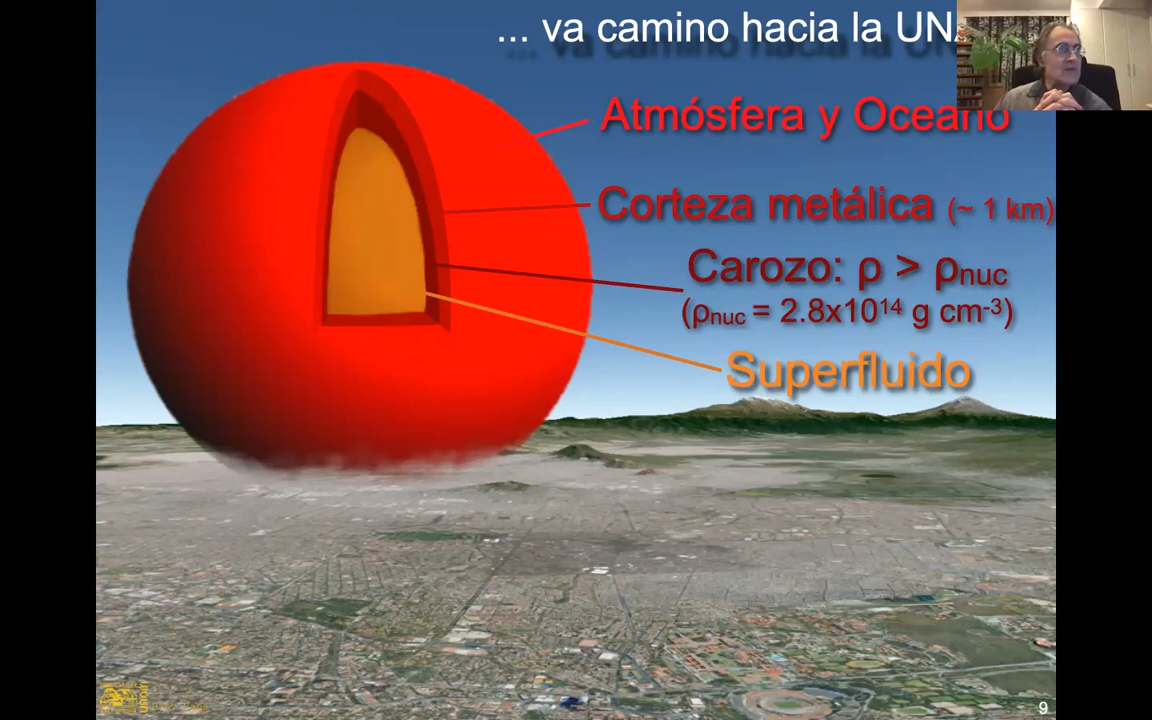 ... va camino hacia la UN
Atmósfera y Oceano
Corteza metálica (~ 1 km)
Carozo: ρ > ρnuc
(ρnuc = 2.8x10¹⁴ g cm⁻³)
Superfluido
9